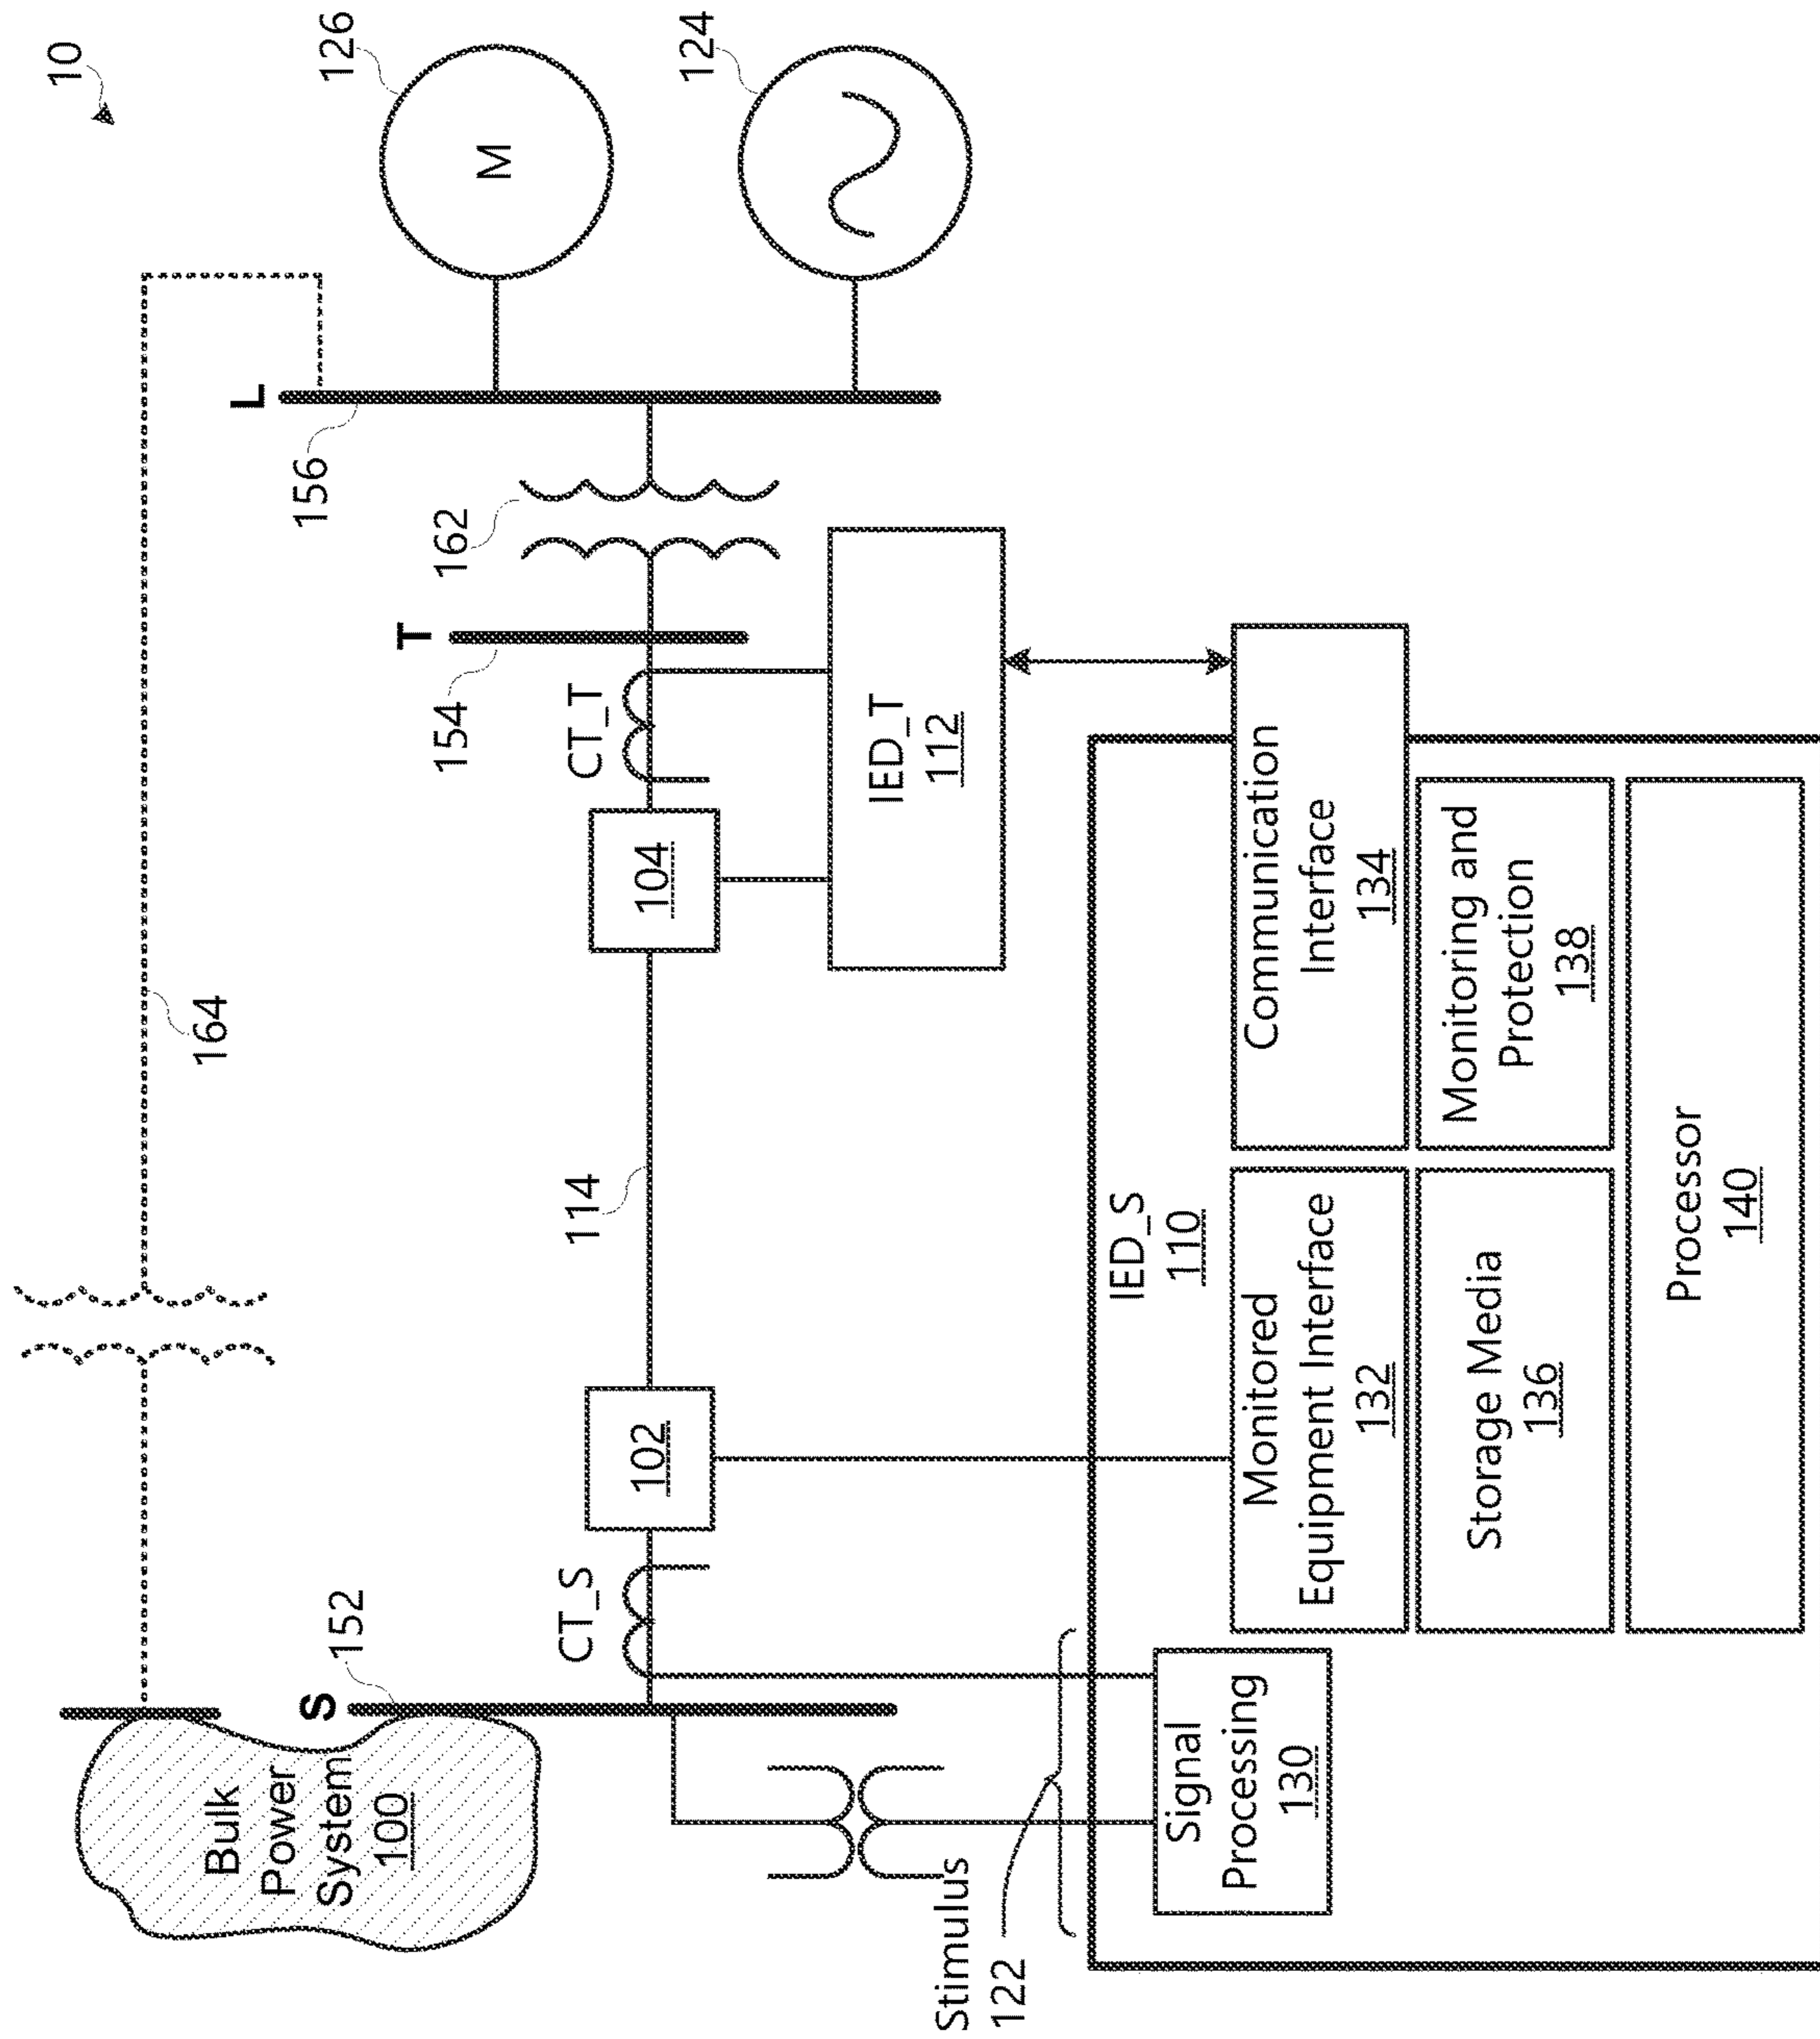 10
164
Bulk
Power
System
100
S
152
CT_S
102
114
104
CT_T
154
T
162
156
L
126
M
124
Stimulus
122
IED_T
112
IED_S
110
Signal
Processing
130
Monitored
Equipment Interface
132
Communication
Interface
134
Storage Media
136
Monitoring and
Protection
138
Processor
140